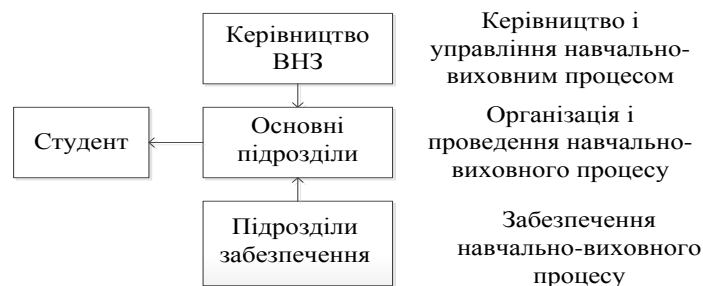 Керівництво
ВНЗ
Керівництво і
управління навчально-
виховним процесом
Студент
Основні
підрозділи
Організація і
проведення навчально-
виховного процесу
Підрозділи
забезпечення
Забезпечення
навчально-виховного
процесу